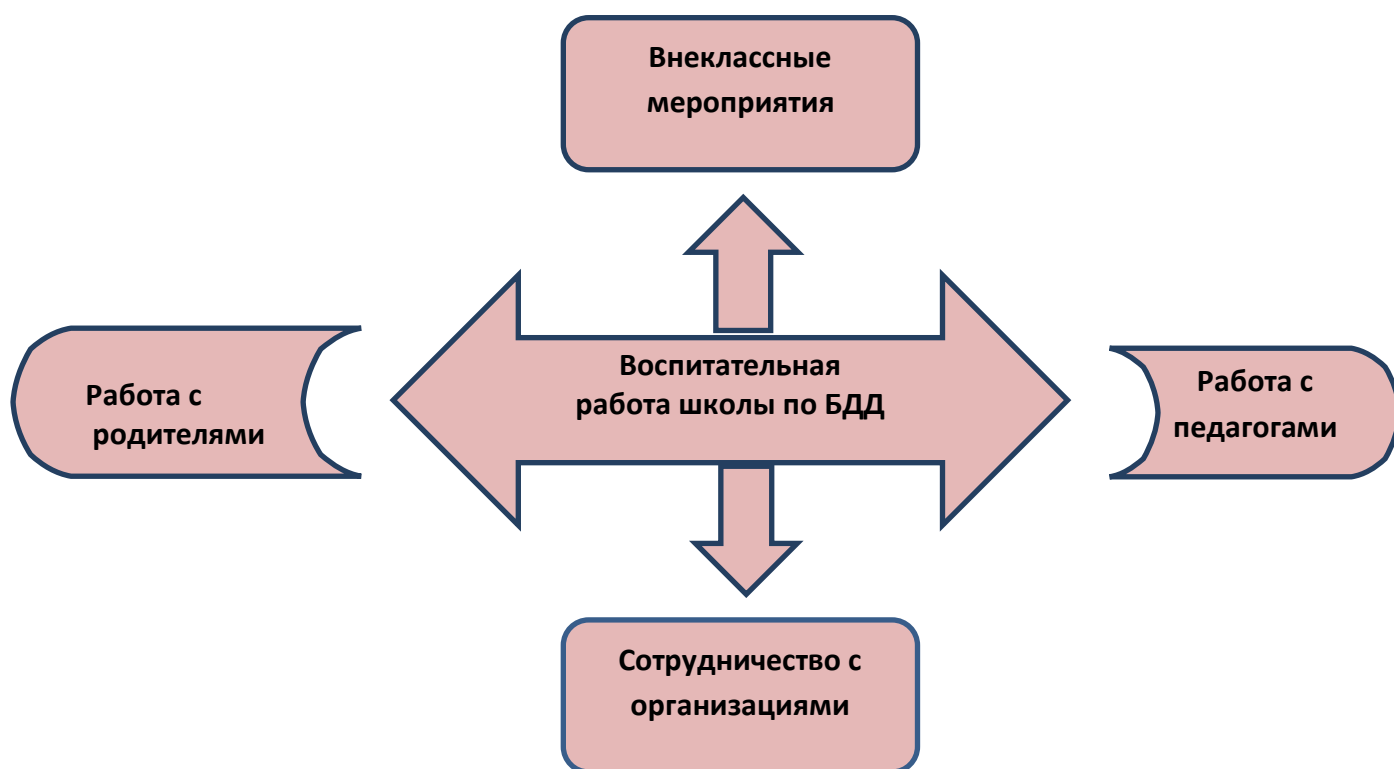 Внеклассные
мероприятия
Воспитательная
работа школы по БДД
Работа с
родителями
Работа с
педагогами
Сотрудничество с
организациями